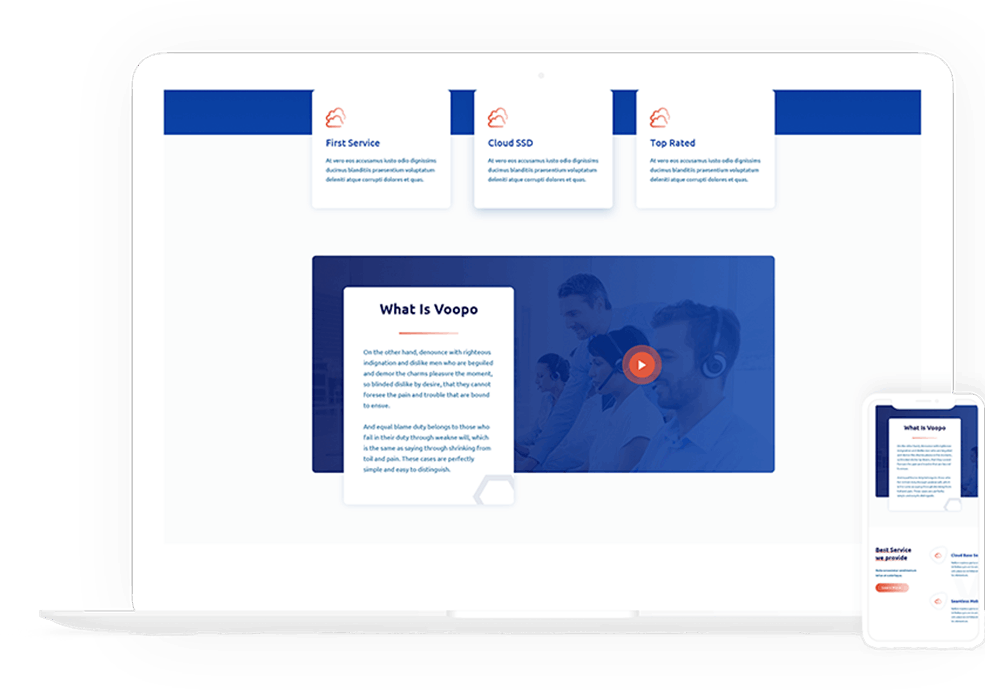 First Service
At vero eos accusamus iusto odio dignissims
ducimus blanditiis praesentium voluptatum
deleniti atque corrupti dolores et quas.
Cloud SSD
At vero eos accusamus iusto odio dignissims
ducimus blanditiis praesentium voluptatum
deleniti atque corrupti dolores et quas.
Top Rated
At vero eos accusamus iusto odio dignissims
ducimus blanditiis praesentium voluptatum
deleniti atque corrupti dolores et quas.
What Is Voopo
On the other hand, denounce with righteous
indignation and dislike men who are beguiled
and demor the charms pleasure the moment,
so blinded dislike by desire, that they cannot
foresee the pain and trouble that are bound
to ensue.
And equal blame duty belongs to those who
fail in their duty through weakne will, which
is the same as saying through shrinking from
toil and pain. These cases are perfectly
simple and easy to distinguish.
What Is Voopo
Best Service
we provide
Cloud Base Se
Seamless